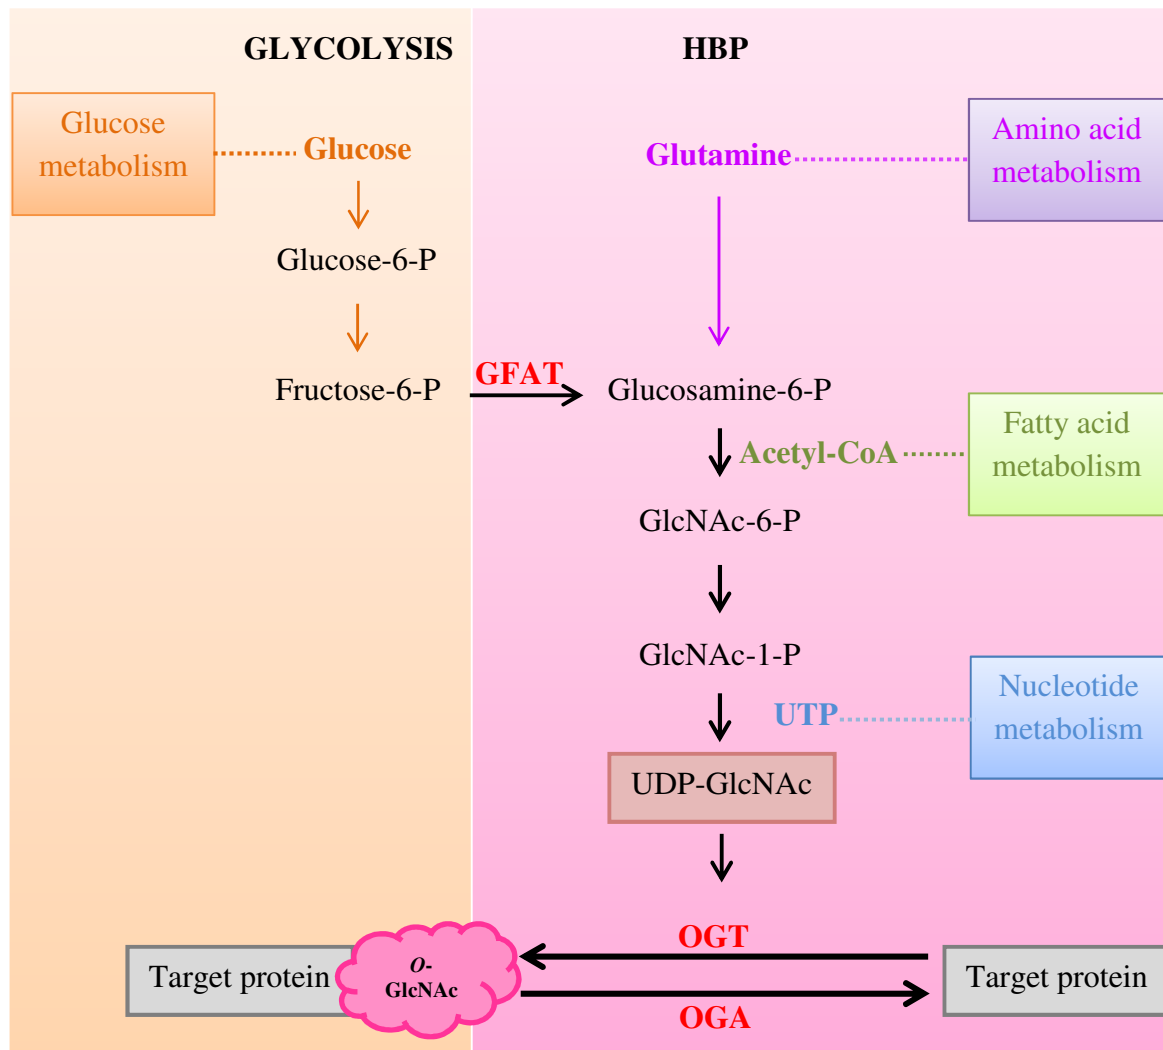 GLYCOLYSIS
HBP
Glucose
metabolism
Glucose
Glutamine
Amino acid
metabolism
Glucose-6-P
Fructose-6-P
GFAT
Glucosamine-6-P
Acetyl-CoA
Fatty acid
metabolism
GlcNAc-6-P
GlcNAc-1-P
UTP
Nucleotide
metabolism
UDP-GlcNAc
OGT
Target protein
O-
GlcNAc
Target protein
OGA